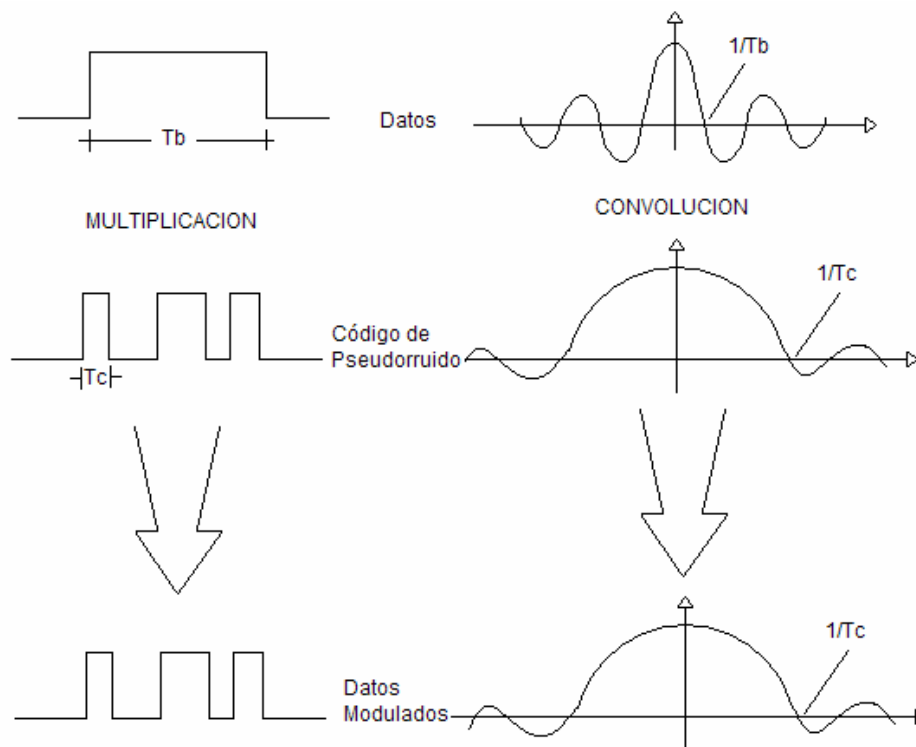 1/Tb
Datos
Tb
MULTIPLICACION
CONVOLUCION
1/Tc
Código de
Pseudorruido
Tc
1/Tc
Datos
Modulados